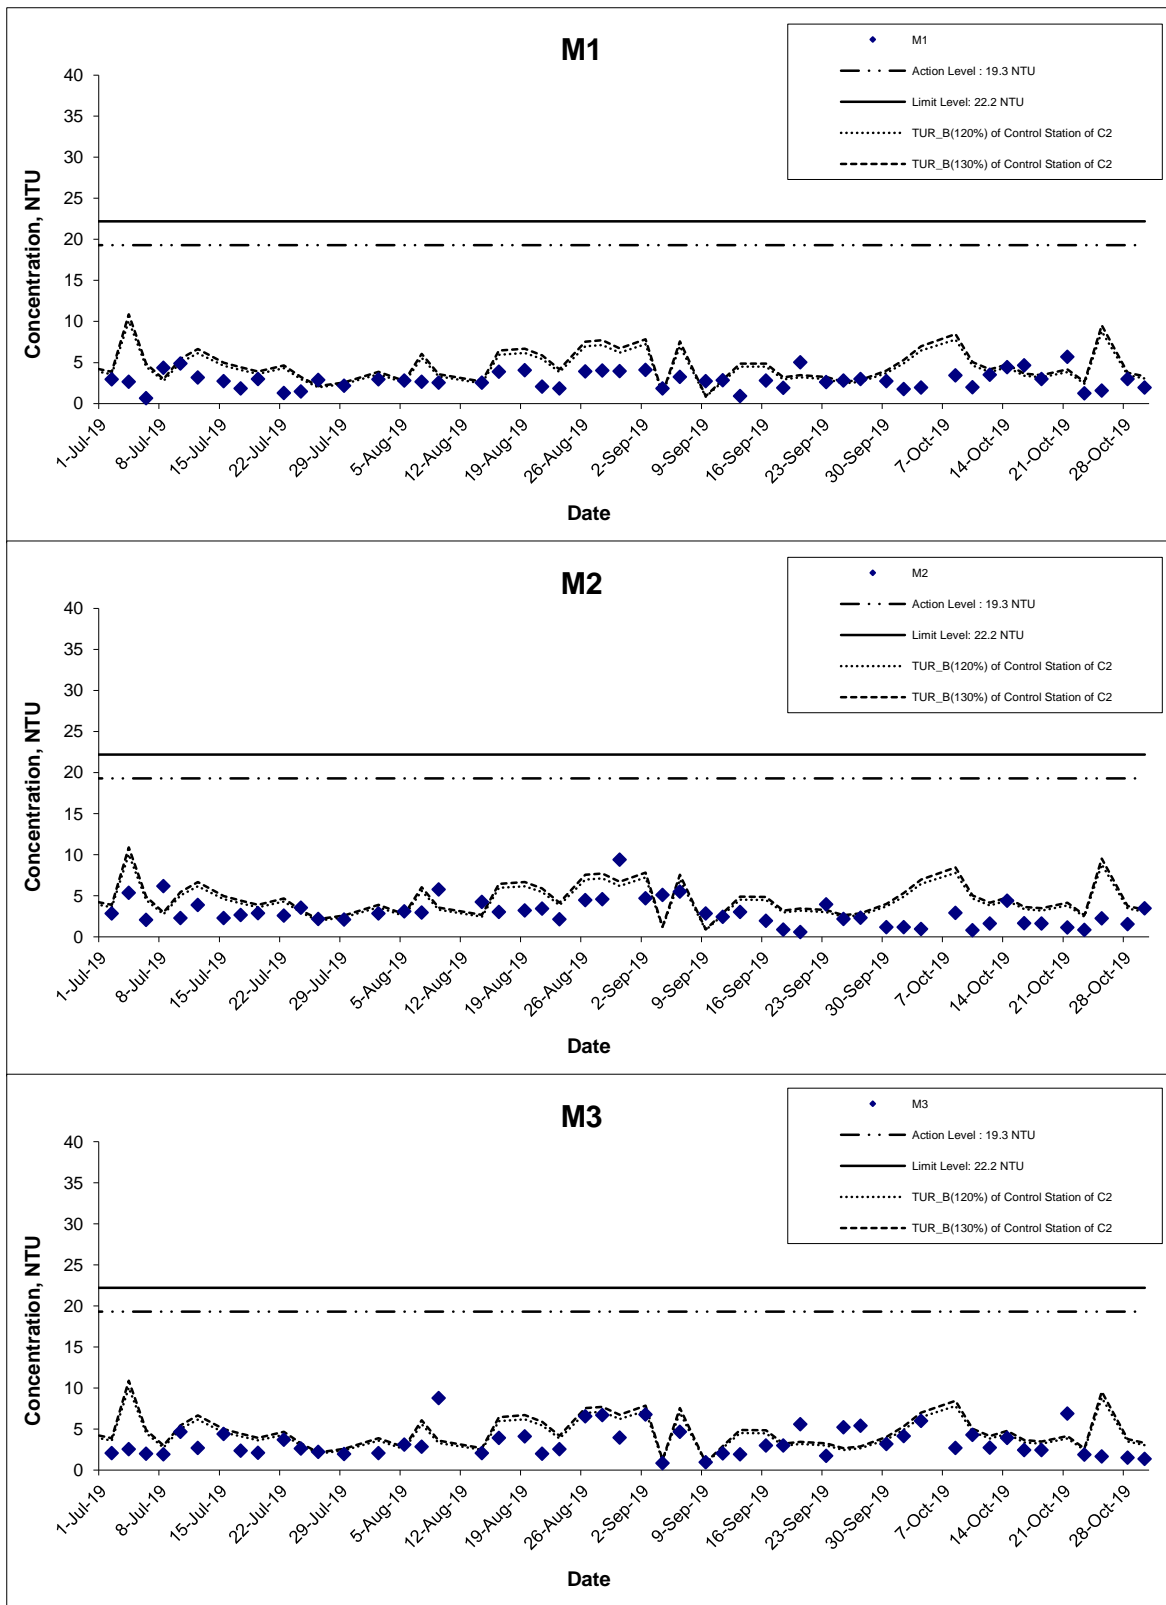 M1
M1
Action Level : 19.3 NTU
Limit Level: 22.2 NTU
TUR_B(120%) of Control Station of C2
TUR_B(130%) of Control Station of C2
Concentration, NTU
40
35
30
25
20
15
10
5
0
1-Jul-19
8-Jul-19
15-Jul-19
22-Jul-19
29-Jul-19
5-Aug-19
12-Aug-19
19-Aug-19
26-Aug-19
2-Sep-19
9-Sep-19
16-Sep-19
23-Sep-19
30-Sep-19
7-Oct-19
14-Oct-19
21-Oct-19
28-Oct-19
Date
M2
M2
Action Level : 19.3 NTU
Limit Level: 22.2 NTU
TUR_B(120%) of Control Station of C2
TUR_B(130%) of Control Station of C2
Concentration, NTU
40
35
30
25
20
15
10
5
0
1-Jul-19
8-Jul-19
15-Jul-19
22-Jul-19
29-Jul-19
5-Aug-19
12-Aug-19
19-Aug-19
26-Aug-19
2-Sep-19
9-Sep-19
16-Sep-19
23-Sep-19
30-Sep-19
7-Oct-19
14-Oct-19
21-Oct-19
28-Oct-19
Date
M3
M3
Action Level : 19.3 NTU
Limit Level: 22.2 NTU
TUR_B(120%) of Control Station of C2
TUR_B(130%) of Control Station of C2
Concentration, NTU
40
35
30
25
20
15
10
5
0
1-Jul-19
8-Jul-19
15-Jul-19
22-Jul-19
29-Jul-19
5-Aug-19
12-Aug-19
19-Aug-19
26-Aug-19
2-Sep-19
9-Sep-19
16-Sep-19
23-Sep-19
30-Sep-19
7-Oct-19
14-Oct-19
21-Oct-19
28-Oct-19
Date